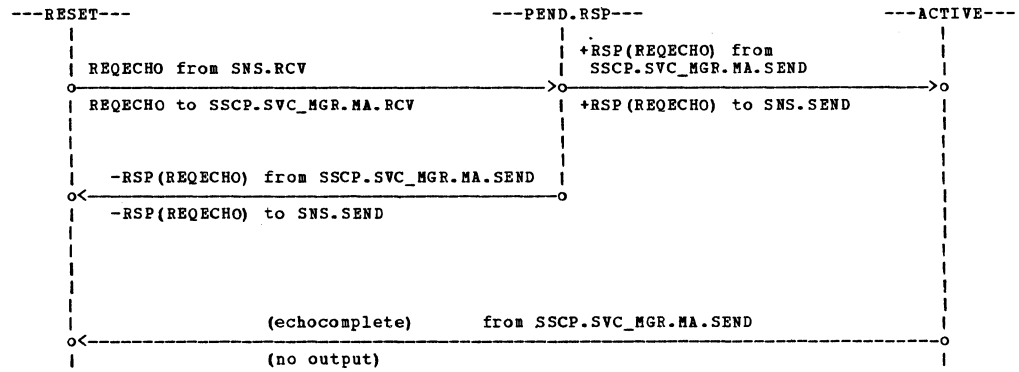 ---RESET---          ---PEND.RSP---          ---ACTIVE---
+RSP(REQECHO) from
REQECHO from SNS.RCV          SSCP.SVC_MGR.MA.SEND
REQECHO to SSCP.SVC_MGR.MA.RCV          +RSP(REQECHO) to SNS.SEND
-RSP(REQECHO) from SSCP.SVC_MGR.MA.SEND
-RSP(REQECHO) to SNS.SEND
(echocomplete)     from SSCP.SVC_MGR.MA.SEND
(no output)